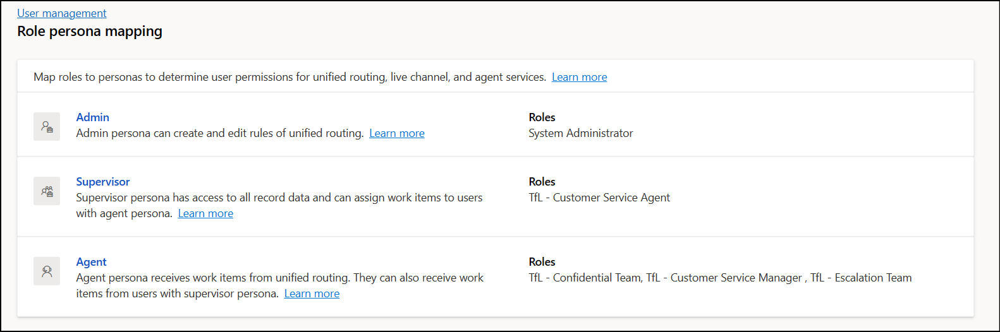 User management
Role persona mapping
Map roles to personas to determine user permissions for unified routing, live channel, and agent services. Learn more
Admin
Admin persona can create and edit rules of unified routing. Learn more
Roles
System Administrator
Supervisor
Supervisor persona has access to all record data and can assign work items to users
with agent persona. Learn more
Roles
TfL - Customer Service Agent
Agent
Agent persona receives work items from unified routing. They can also receive work
items from users with supervisor persona. Learn more
Roles
TfL - Confidential Team, TfL - Customer Service Manager , TfL - Escalation Team